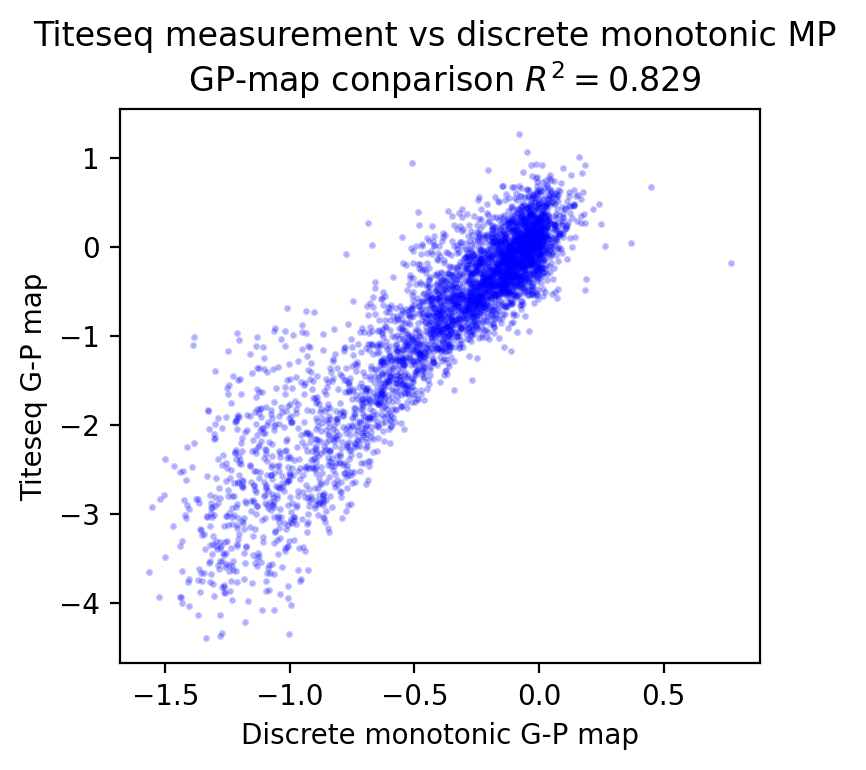 Titeseq measurement vs discrete monotonic MP
GP-map conparison R² = 0.829
1
0
−1
−2
−3
−4
Titeseq G-P map
−1.5 −1.0 −0.5 0.0 0.5
Discrete monotonic G-P map